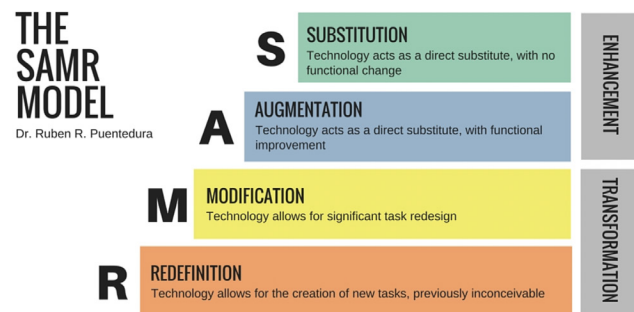 THE
SAMR
MODEL
Dr. Ruben R. Puentedura
S
SUBSTITUTION
Technology acts as a direct substitute, with no
functional change
A
AUGMENTATION
Technology acts as a direct substitute, with functional
improvement
ENHANCEMENT
M
MODIFICATION
Technology allows for significant task redesign
R
REDEFINITION
Technology allows for the creation of new tasks, previously inconceivable
TRANSFORMATION